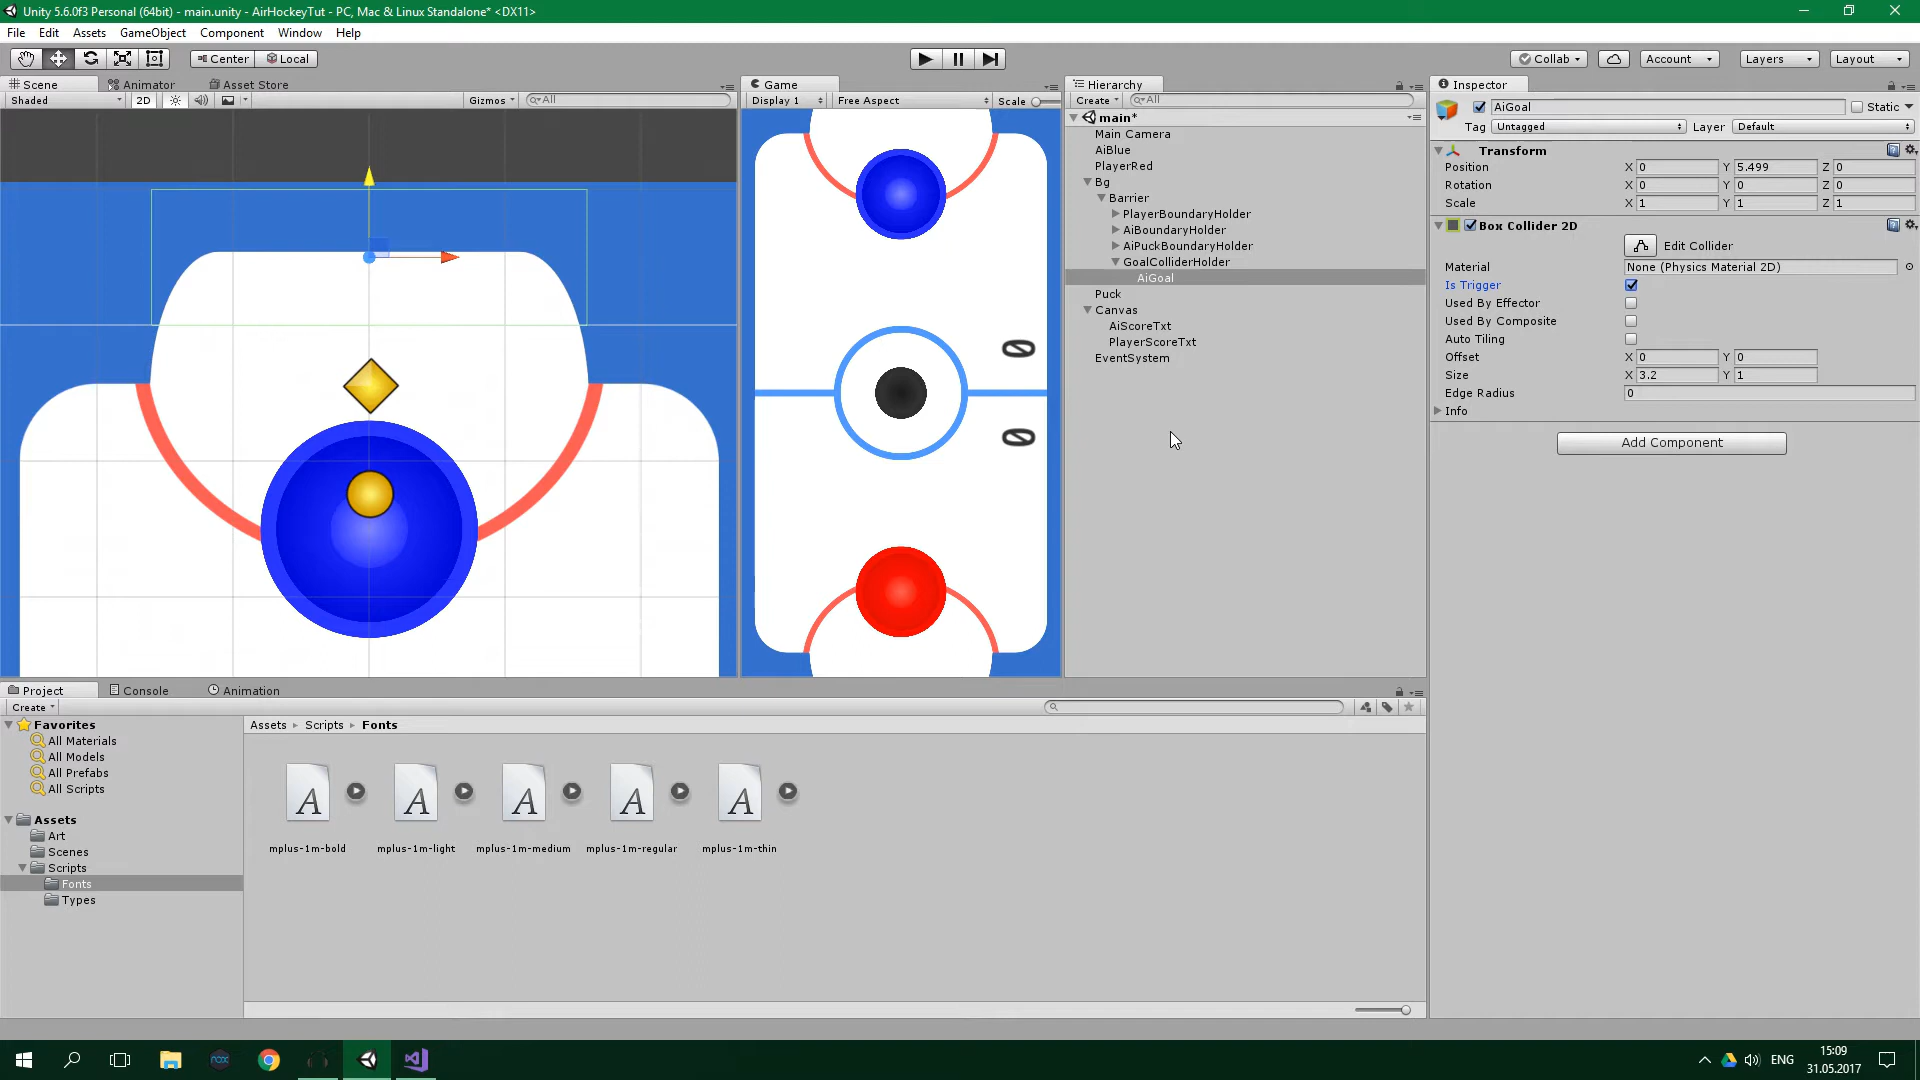 Unity 5.6.0f3 Personal (64bit) - main.unity - AirHockeyTut - PC, Mac & Linux Standalone* <DX11>
File Edit Assets GameObject Component Window Help
Center Local Collab Account Layers Layout
Scene Animator Asset Store
Shaded 2D Gizmos All
Game
Display 1 Free Aspect Scale
0
0
Hierarchy
Create All
main*
Main Camera
AiBlue
PlayerRed
Bg
Barrier
PlayerBoundaryHolder
AiBoundaryHolder
AiPuckBoundaryHolder
GoalColliderHolder
AiGoal
Puck
Canvas
AiScoreTxt
PlayerScoreTxt
EventSystem
Inspector
AiGoal Static
Tag Untagged Layer Default
Transform
Position X 0 Y 5.499 Z 0
Rotation X 0 Y 0 Z 0
Scale X 1 Y 1 Z 1
Box Collider 2D
Edit Collider
Material None (Physics Material 2D)
Is Trigger
Used By Effector
Used By Composite
Auto Tiling
Offset X 0 Y 0
Size X 3.2 Y 1
Edge Radius 0
Info
Add Component
Project Console Animation
Create
Favorites
All Materials
All Models
All Prefabs
All Scripts
Assets
Art
Scenes
Scripts
Fonts
Types
Assets Scripts Fonts
A A A A A
mplus-1m-bold mplus-1m-light mplus-1m-medium mplus-1m-regular mplus-1m-thin
nox
ENG
15:09
31.05.2017